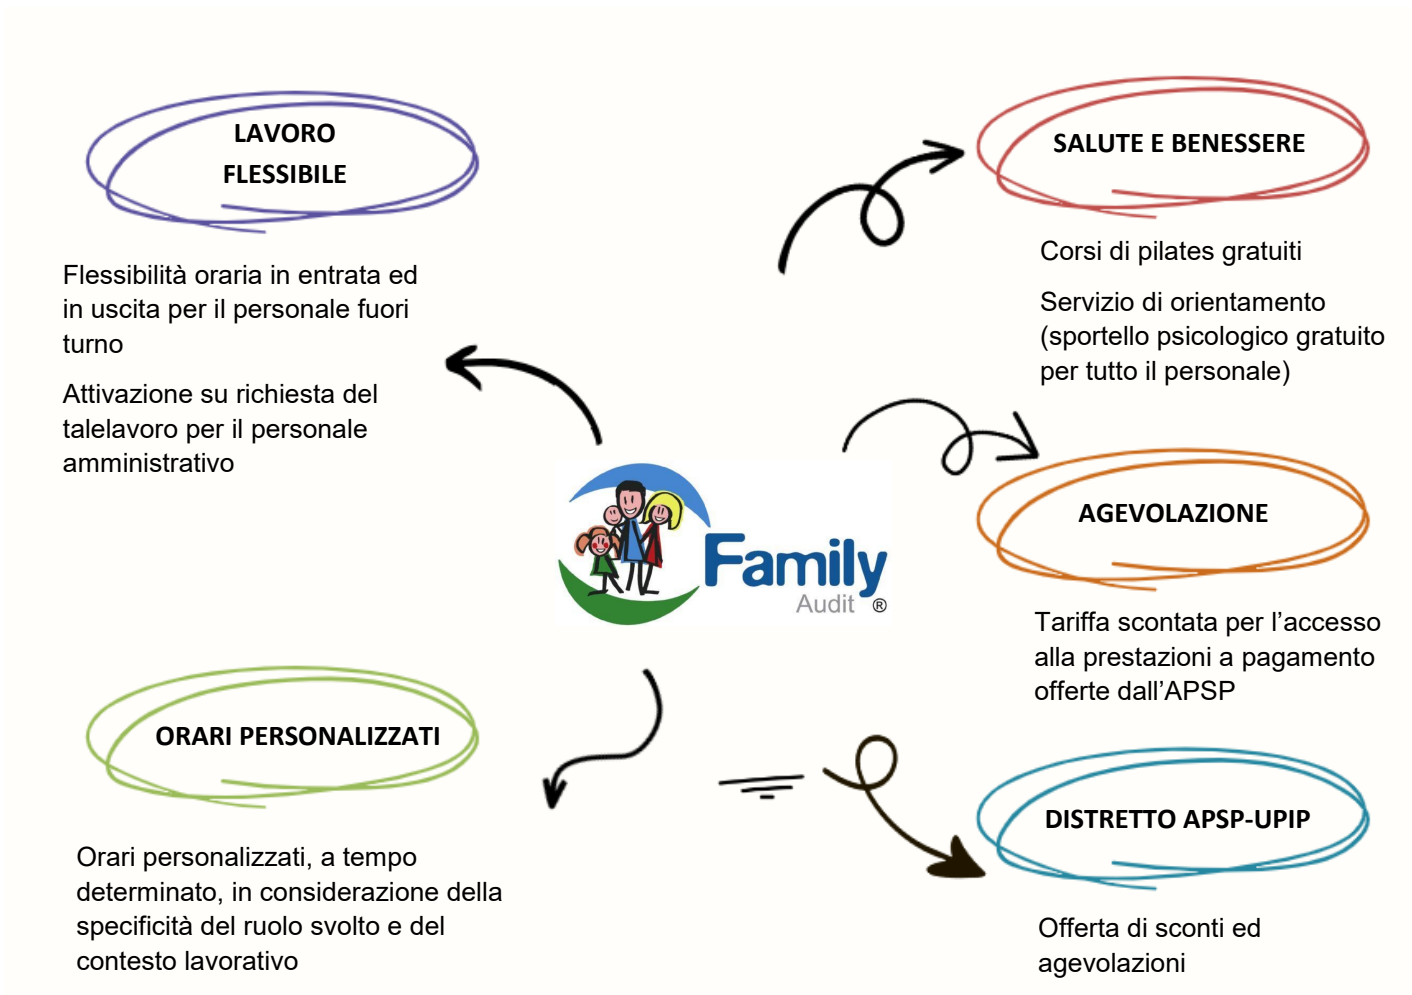 LAVORO
FLESSIBILE
Flessibilità oraria in entrata ed
in uscita per il personale fuori
turno
Attivazione su richiesta del
talelavoro per il personale
amministrativo
SALUTE E BENESSERE
Corsi di pilates gratuiti
Servizio di orientamento
(sportello psicologico gratuito
per tutto il personale)
Family
Audit ®
AGEVOLAZIONE
Tariffa scontata per l’accesso
alla prestazioni a pagamento
offerte dall’APSP
ORARI PERSONALIZZATI
Orari personalizzati, a tempo
determinato, in considerazione della
specificità del ruolo svolto e del
contesto lavorativo
DISTRETTO APSP-UPIP
Offerta di sconti ed
agevolazioni